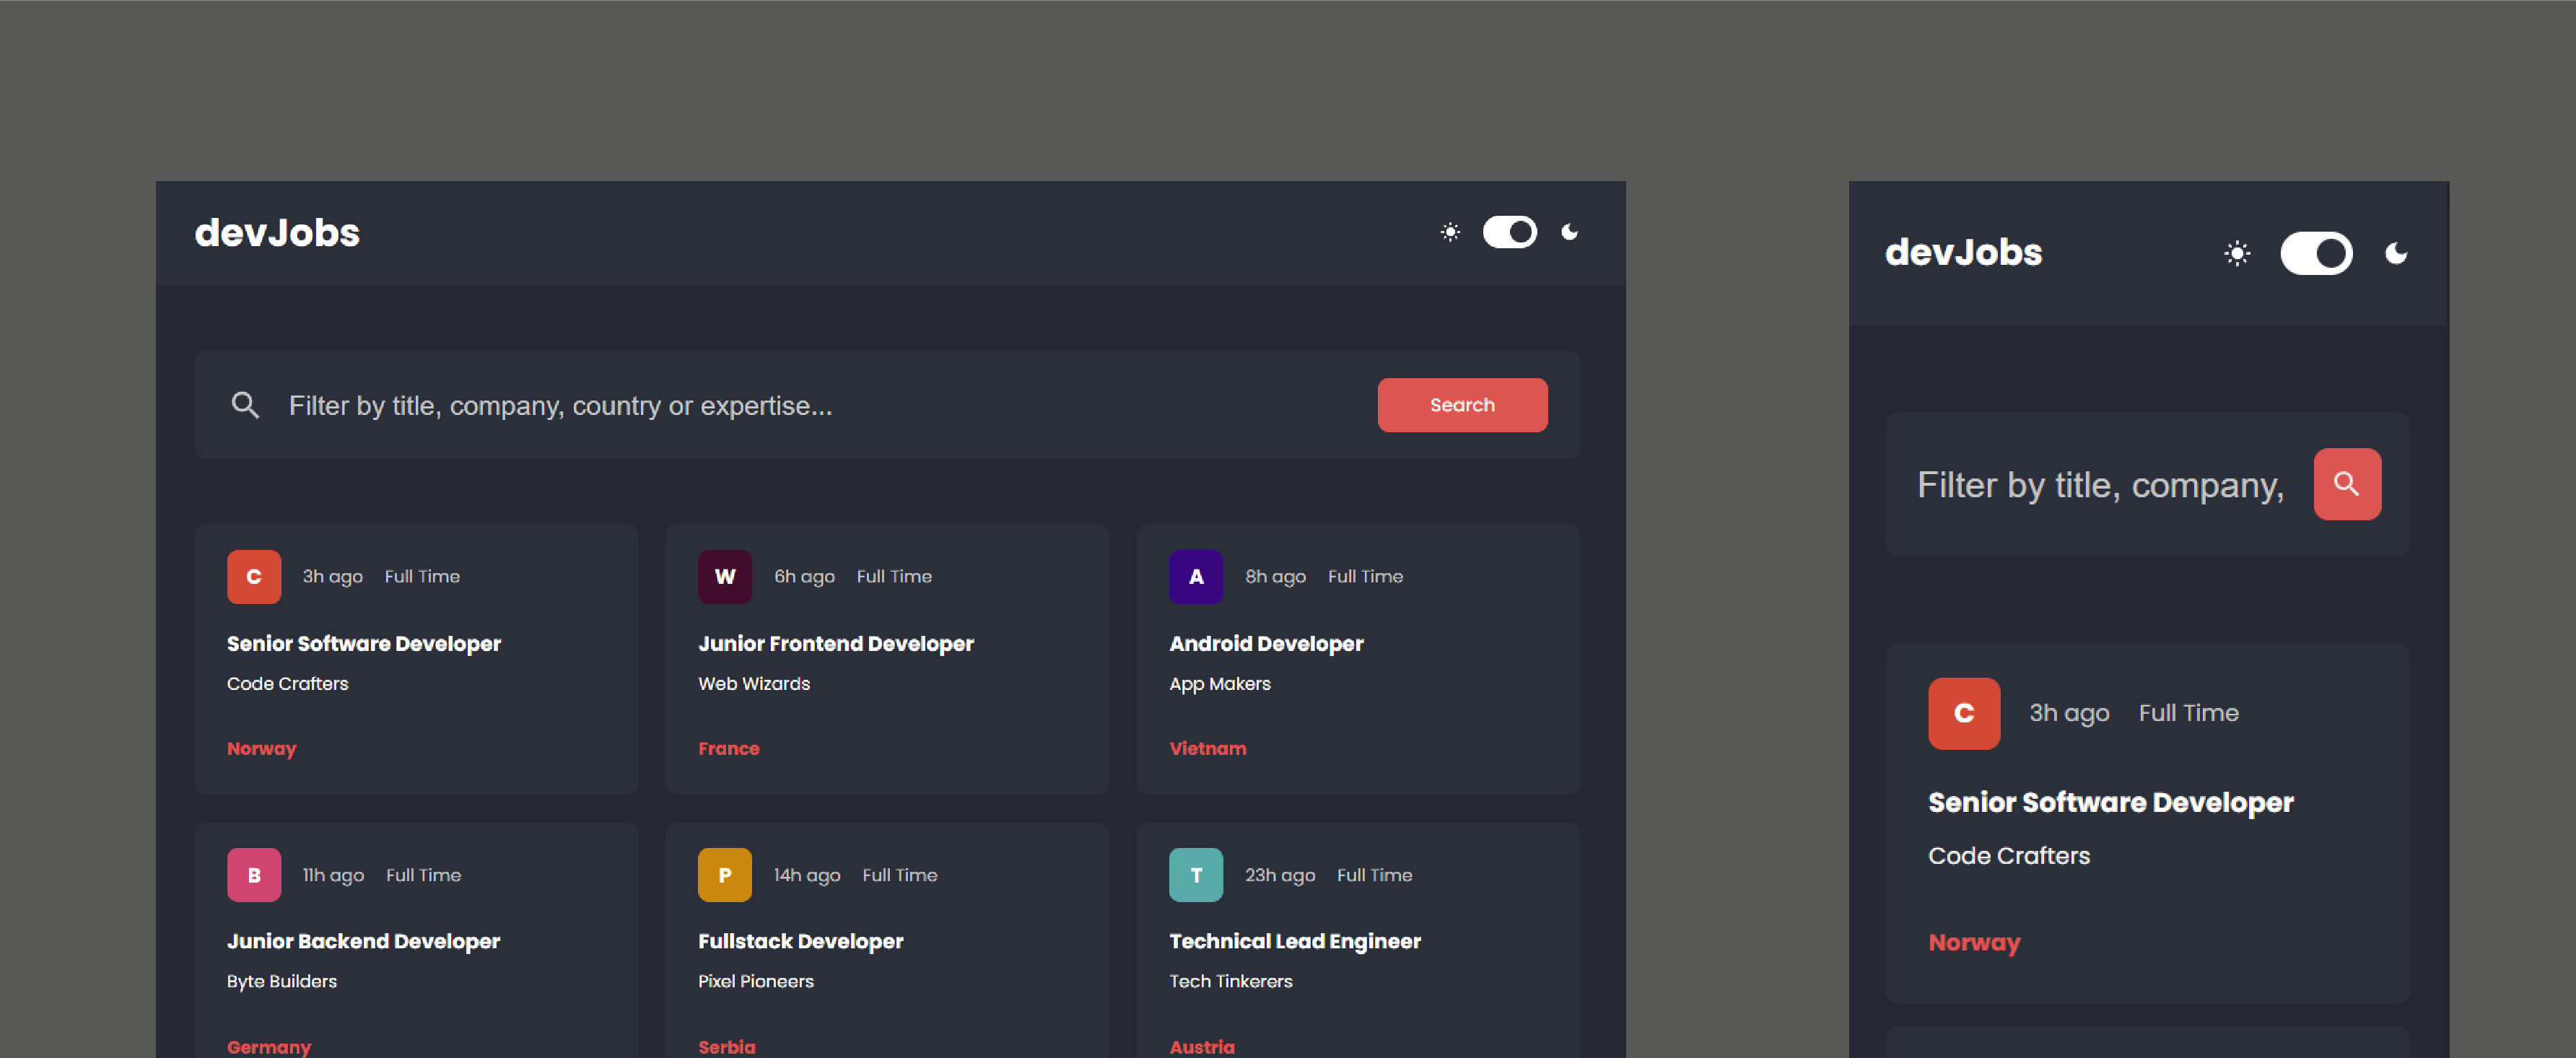 devJobs
Filter by title, company, country or expertise...
Search
C 3h ago Full Time
Senior Software Developer
Code Crafters
Norway
W 6h ago Full Time
Junior Frontend Developer
Web Wizards
France
A 8h ago Full Time
Android Developer
App Makers
Vietnam
B 11h ago Full Time
Junior Backend Developer
Byte Builders
Germany
P 14h ago Full Time
Fullstack Developer
Pixel Pioneers
Serbia
T 23h ago Full Time
Technical Lead Engineer
Tech Tinkerers
Austria
devJobs
Filter by title, company,
C 3h ago Full Time
Senior Software Developer
Code Crafters
Norway